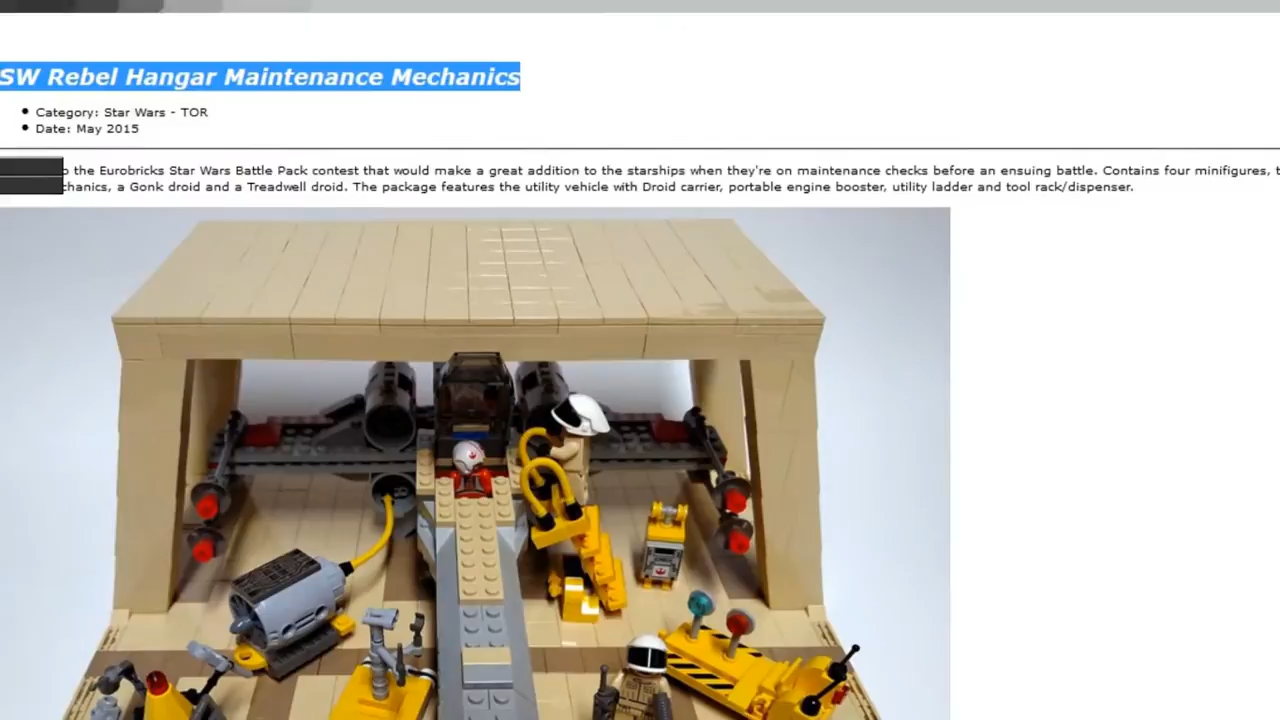 SW Rebel Hangar Maintenance Mechanics
Category: Star Wars - TOR
Date: May 2015
the Eurobricks Star Wars Battle Pack contest that would make a great addition to the starships when they're on maintenance checks before an ensuing battle. Contains four minifigures,
a Gonk droid and a Treadwell droid. The package features the utility vehicle with Droid carrier, portable engine booster, utility ladder and tool rack/dispenser.